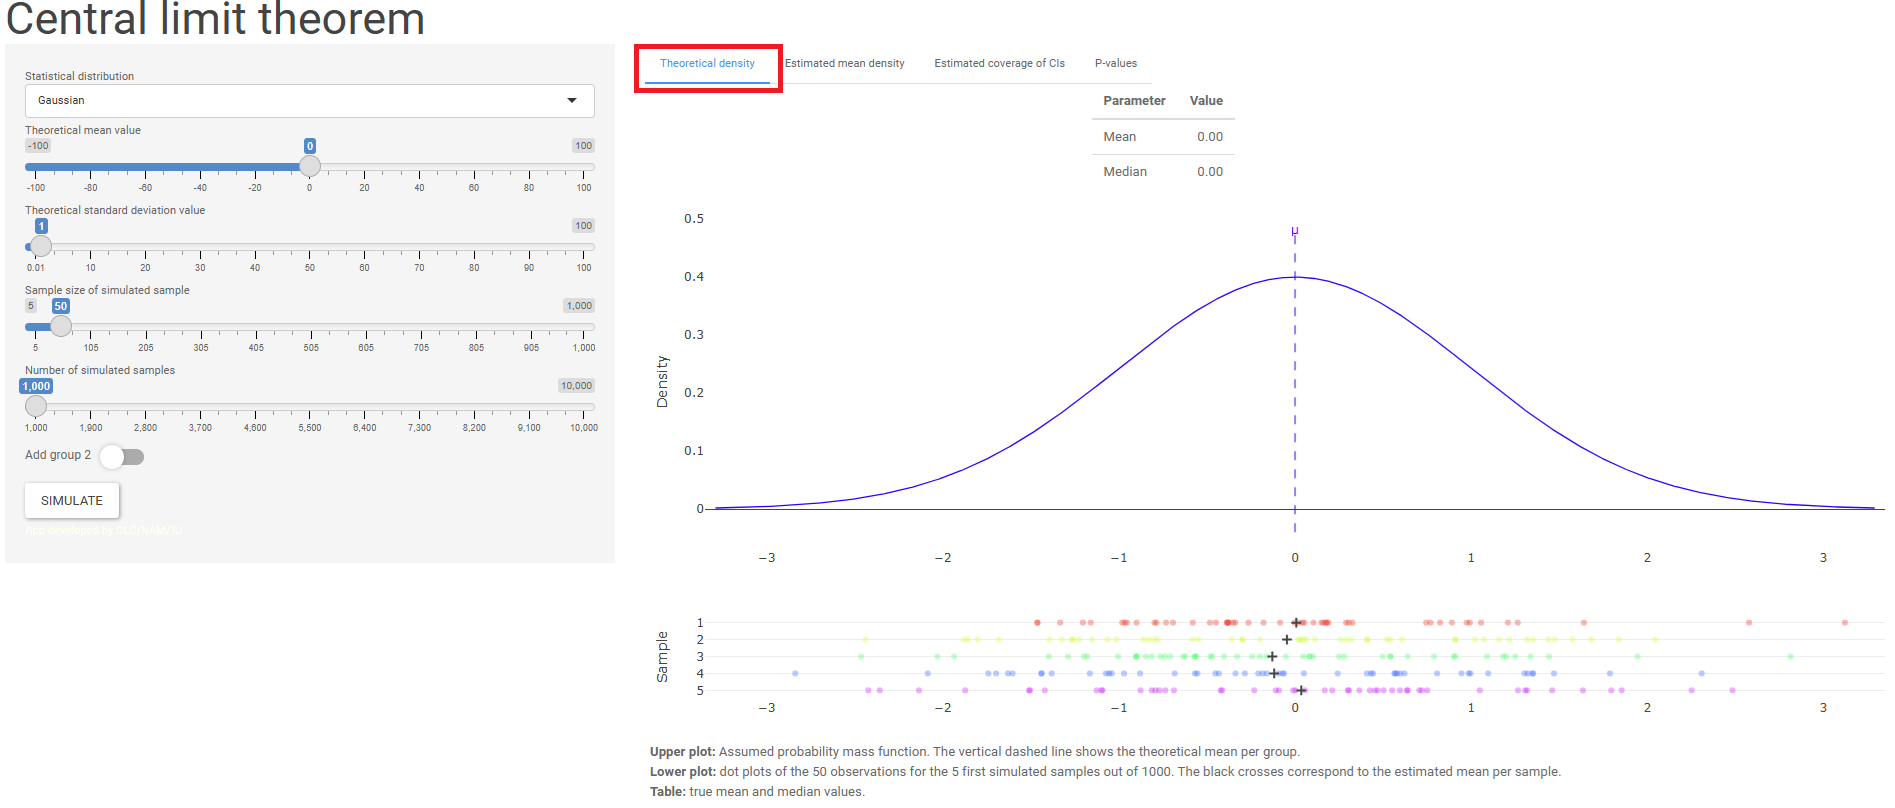 Central limit theorem
Statistical distribution
Gaussian
Theoretical mean value
-100 0 100
-100 -80 -60 -40 -20 0 20 40 60 80 100
Theoretical standard deviation value
1 100
0.01 10 20 30 40 50 60 70 80 90 100
Sample size of simulated sample
5 50 1,000
5 105 205 305 405 505 605 705 805 905 1,000
Number of simulated samples
1,000 10,000
1,000 1,900 2,800 3,700 4,600 5,500 6,400 7,300 8,200 9,100 10,000
Add group 2
SIMULATE
App developed by
Theoretical density Estimated mean density Estimated coverage of CIs P-values
Parameter Value
Mean 0.00
Median 0.00
0.5
μ
0.4
0.3
Density
0.2
0.1
0
−3 −2 −1 0 1 2 3
Sample
1
2
3
4
5
−3 −2 −1 0 1 2 3
Upper plot: Assumed probability mass function. The vertical dashed line shows the theoretical mean per group.
Lower plot: dot plots of the 50 observations for the 5 first simulated samples out of 1000. The black crosses correspond to the estimated mean per sample.
Table: true mean and median values.